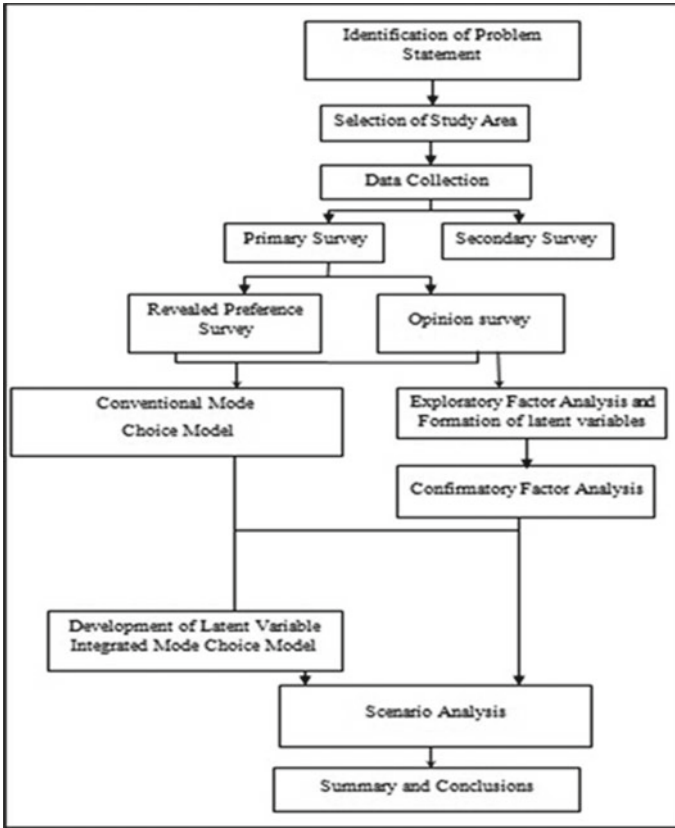 Identification of Problem
Statement
Selection of Study Area
Data Collection
Primary Survey
Secondary Survey
Revealed Preference
Survey
Opinion survey
Conventional Mode
Choice Model
Exploratory Factor Analysis and
Formation of latent variables
Confirmatory Factor Analysis
Development of Latent Variable
Integrated Mode Choice Model
Scenario Analysis
Summary and Conclusions